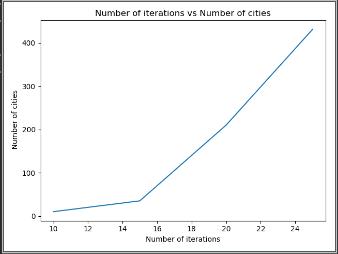 Number of iterations vs Number of cities
400
300
200
100
0
Number of cities
10 12 14 16 18 20 22 24
Number of iterations